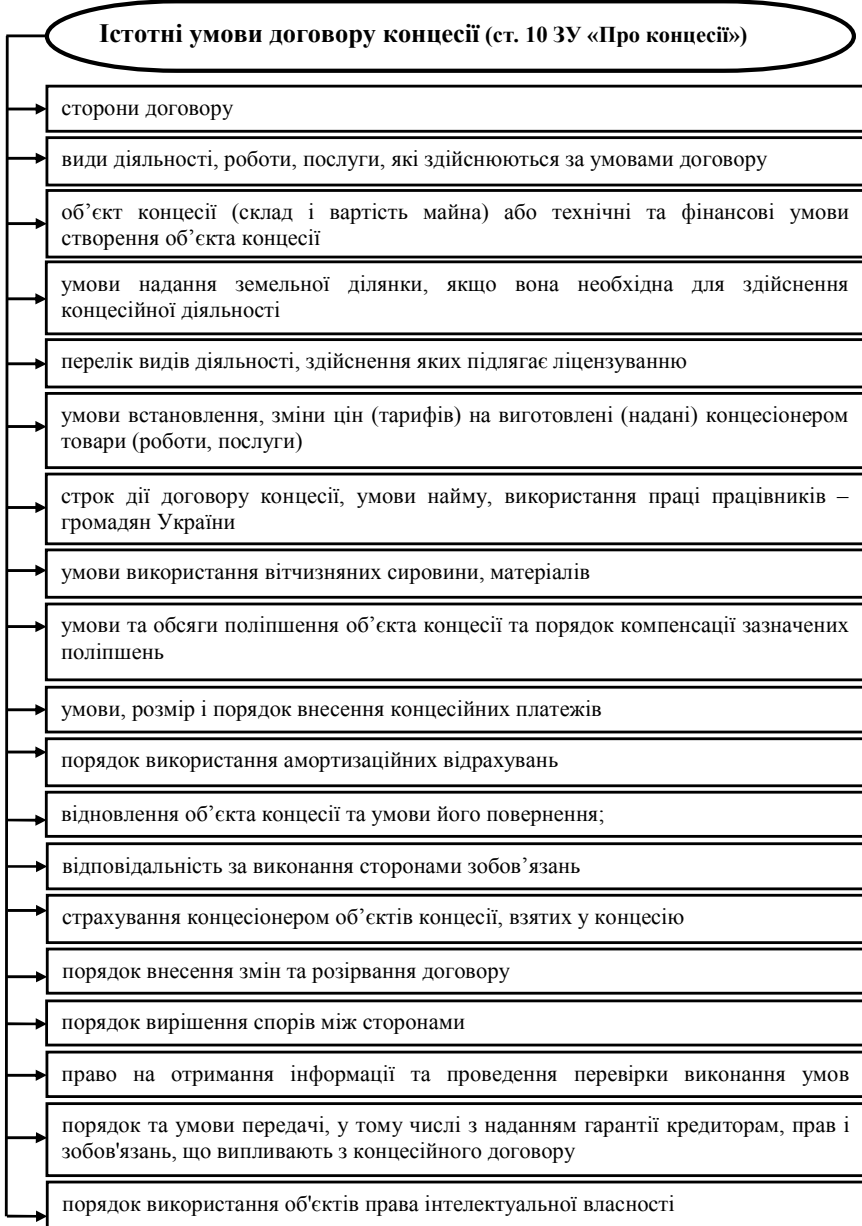 Істотні умови договору концесії (ст. 10 ЗУ «Про концесії»)
сторони договору
види діяльності, роботи, послуги, які здійснюються за умовами договору
об’єкт концесії (склад і вартість майна) або технічні та фінансові умови
створення об’єкта концесії
умови надання земельної ділянки, якщо вона необхідна для здійснення
концесійної діяльності
перелік видів діяльності, здійснення яких підлягає ліцензуванню
умови встановлення, зміни цін (тарифів) на виготовлені (надані) концесіонером
товари (роботи, послуги)
строк дії договору концесії, умови найму, використання праці працівників –
громадян України
умови використання вітчизняних сировини, матеріалів
умови та обсяги поліпшення об’єкта концесії та порядок компенсації зазначених
поліпшень
умови, розмір і порядок внесення концесійних платежів
порядок використання амортизаційних відрахувань
відновлення об’єкта концесії та умови його повернення;
відповідальність за виконання сторонами зобов’язань
страхування концесіонером об’єктів концесії, взятих у концесію
порядок внесення змін та розірвання договору
порядок вирішення спорів між сторонами
право на отримання інформації та проведення перевірки виконання умов
порядок та умови передачі, у тому числі з наданням гарантії кредиторам, прав і
зобов'язань, що випливають з концесійного договору
порядок використання об'єктів права інтелектуальної власності